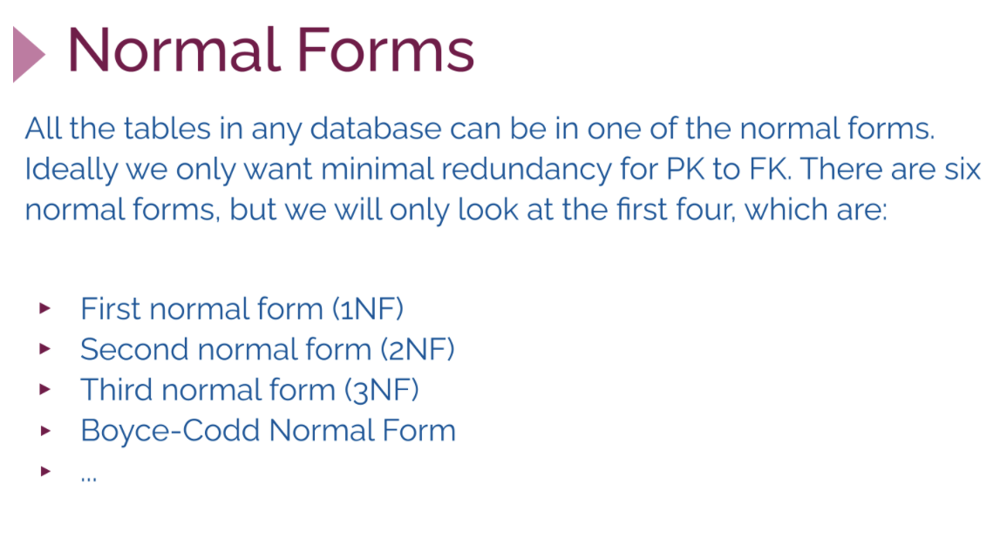 Normal Forms
All the tables in any database can be in one of the normal forms.
Ideally we only want minimal redundancy for PK to FK. There are six
normal forms, but we will only look at the first four, which are:
▸ First normal form (1NF)
▸ Second normal form (2NF)
▸ Third normal form (3NF)
▸ Boyce-Codd Normal Form
▸ ...